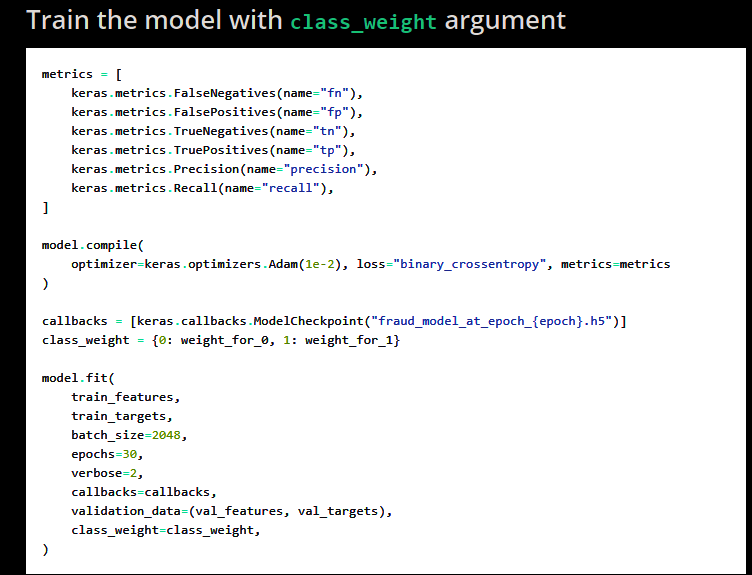 Train the model with class_weight argument
metrics = [
    keras.metrics.FalseNegatives(name="fn"),
    keras.metrics.FalsePositives(name="fp"),
    keras.metrics.TrueNegatives(name="tn"),
    keras.metrics.TruePositives(name="tp"),
    keras.metrics.Precision(name="precision"),
    keras.metrics.Recall(name="recall"),
]
model.compile(
    optimizer=keras.optimizers.Adam(1e-2), loss="binary_crossentropy", metrics=metrics
)
callbacks = [keras.callbacks.ModelCheckpoint("fraud_model_at_epoch_{epoch}.h5")]
class_weight = {0: weight_for_0, 1: weight_for_1}
model.fit(
    train_features,
    train_targets,
    batch_size=2048,
    epochs=30,
    verbose=2,
    callbacks=callbacks,
    validation_data=(val_features, val_targets),
    class_weight=class_weight,
)